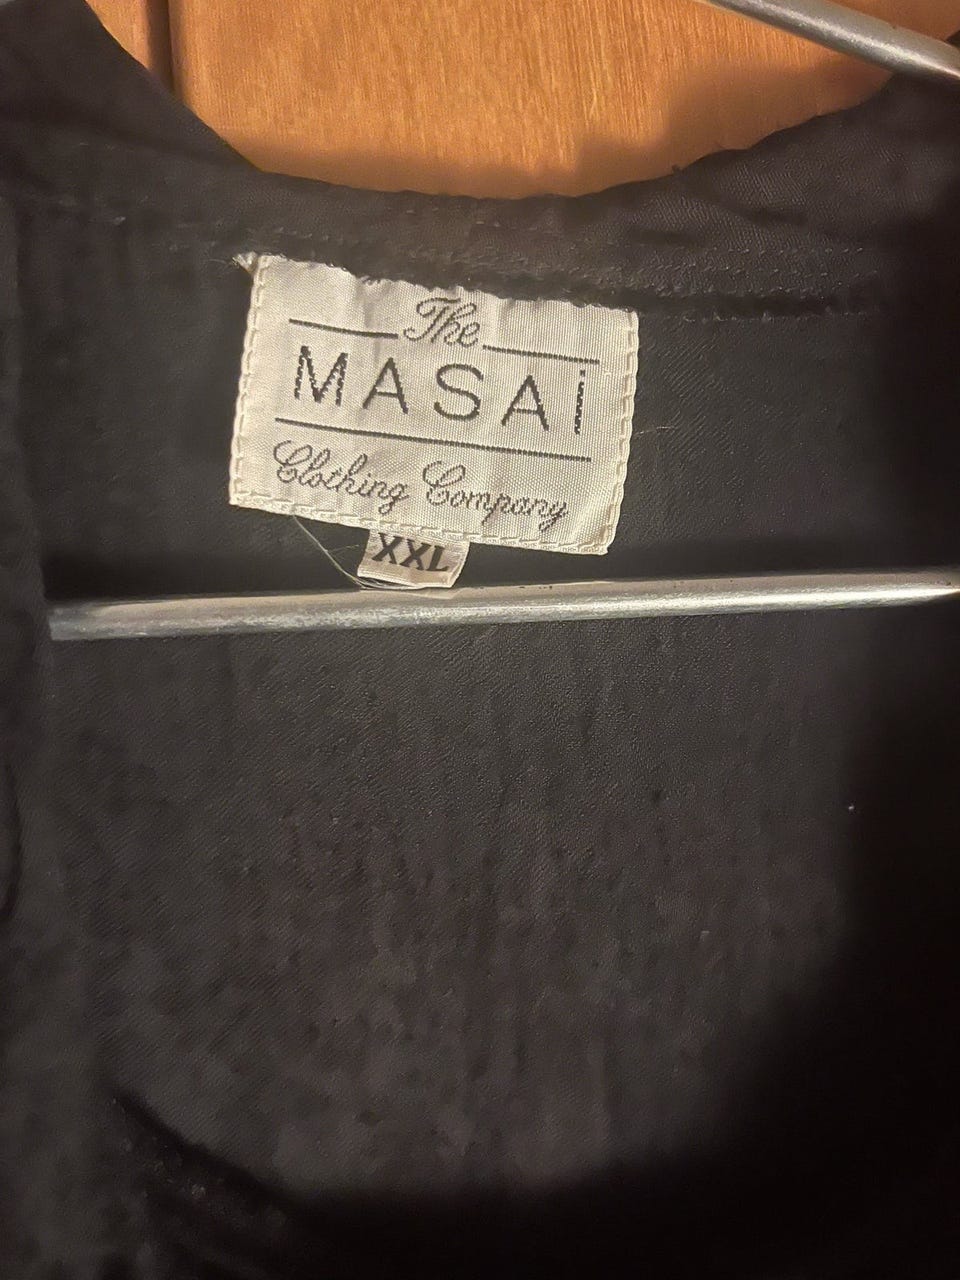 The
MASAi
Clothing Company
XXL